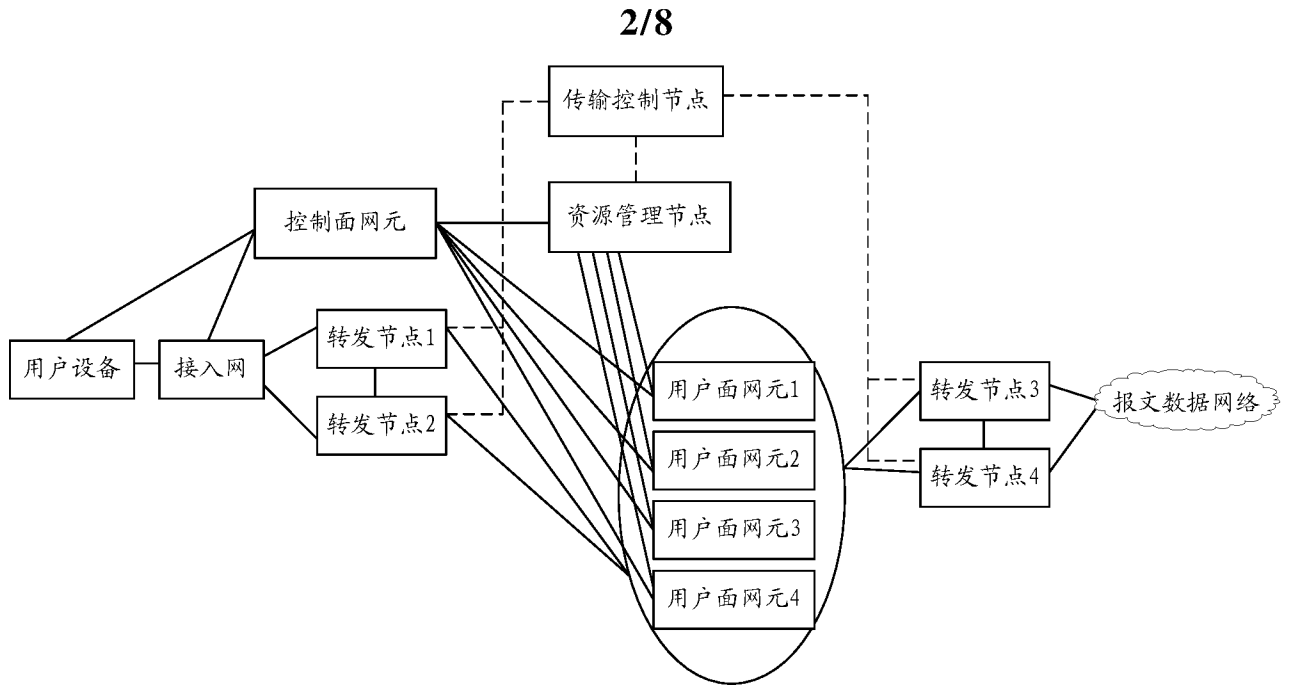 2/8
传输控制节点
资源管理节点
控制面网元
用户设备
接入网
转发节点1
转发节点2
用户面网元1
用户面网元2
用户面网元3
用户面网元4
转发节点3
转发节点4
报文数据网络